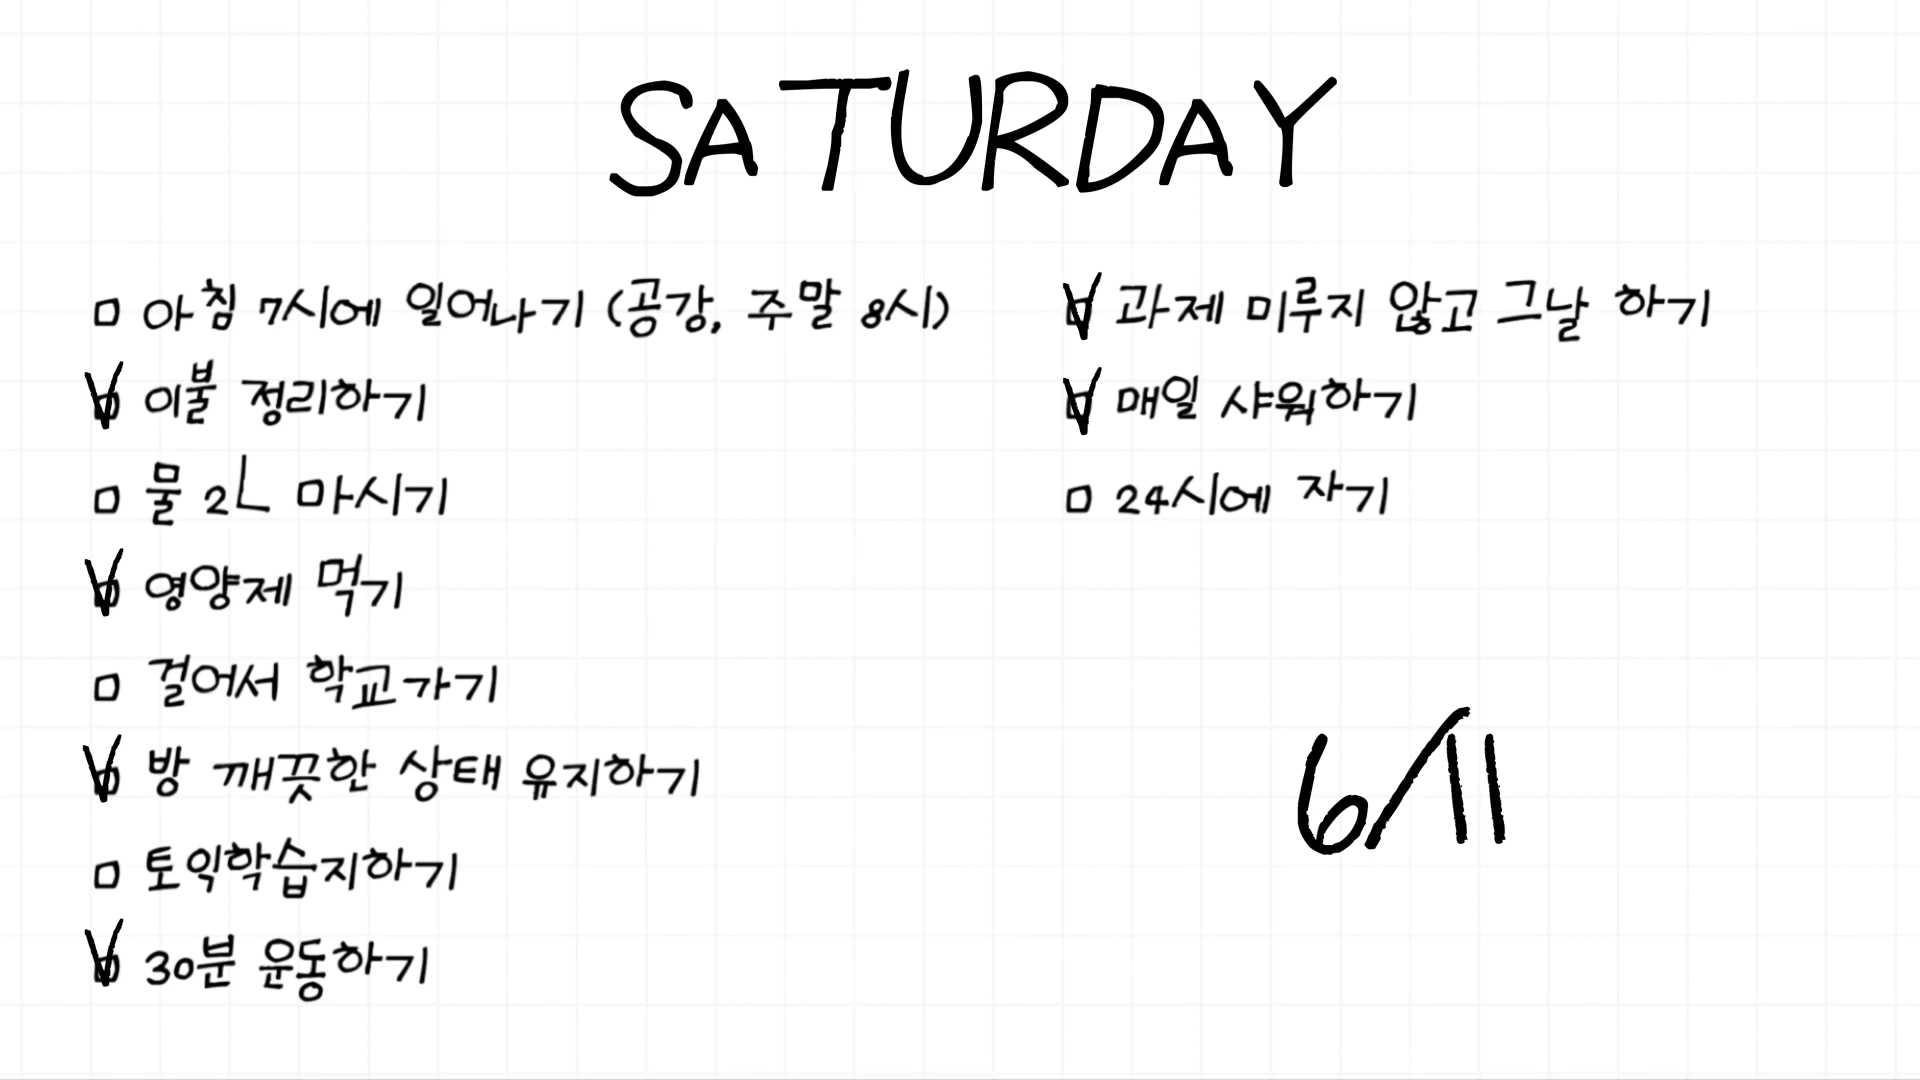 SATURDAY
□ 아침 7시에 일어나기 (공강, 주말 8시)
☑ 이불 정리하기
□ 물 2L 마시기
☑ 영양제 먹기
□ 걸어서 학교가기
☑ 방 깨끗한 상태 유지하기
□ 토익학습지하기
☑ 30분 운동하기
☑ 과제 미루지 않고 그날 하기
☑ 매일 샤워하기
□ 24시에 자기
6/11